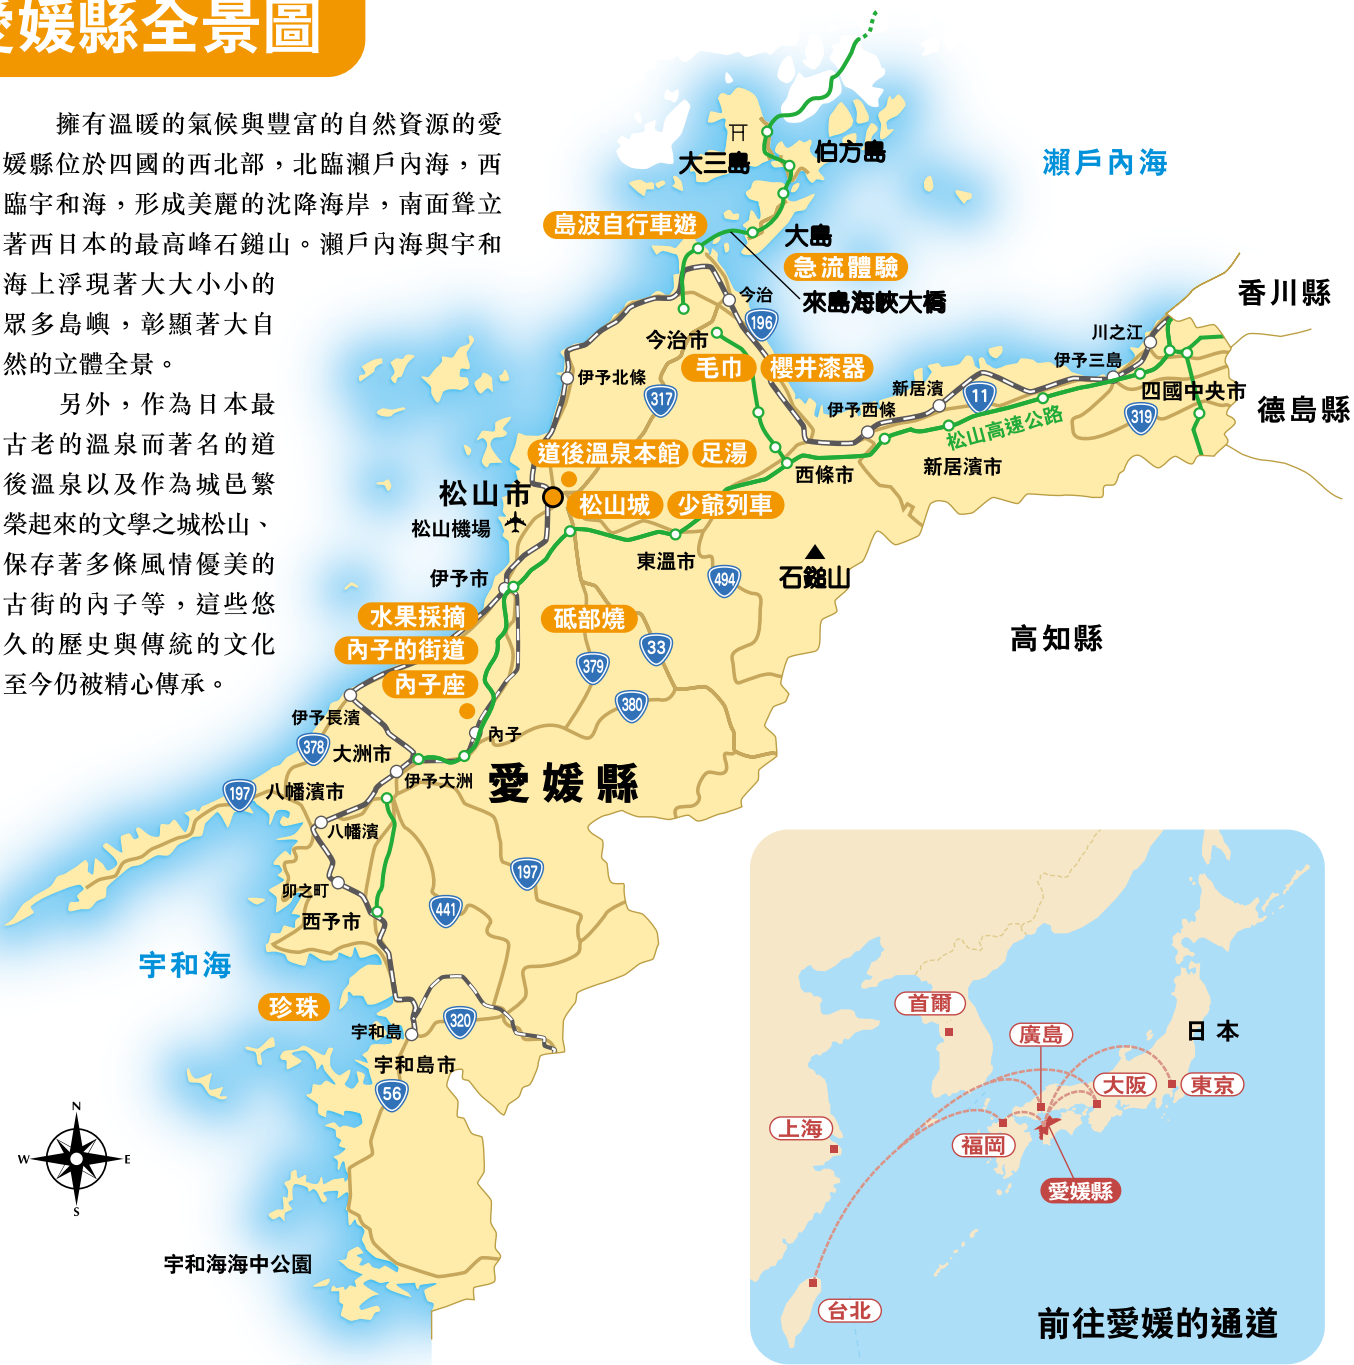 愛媛縣全景圖
擁有溫暖的氣候與豐富的自然資源的愛
媛縣位於四國的西北部，北臨瀨戶內海，西
臨宇和海，形成美麗的沈降海岸，南面聳立
著西日本的最高峰石鎚山。瀨戶內海與宇和
海上浮現著大大小小的
眾多島嶼，彰顯著大自
然的立體全景。
另外，作為日本最
古老的溫泉而著名的道
後溫泉以及作為城邑繁
榮起來的文學之城松山、
保存著多條風情優美的
古街的內子等，這些悠
久的歷史與傳統的文化
至今仍被精心傳承。
大三島
伯方島
瀨戶內海
島波自行車遊
大島
急流體驗
來島海峽大橋
今治
196
今治市
毛巾
櫻井漆器
香川縣
川之江
伊予三島
四國中央市
德島縣
319
伊予北條
317
新居濱
11
伊予西條
松山高速公路
新居濱市
西條市
道後溫泉本館
足湯
松山市
松山城
少爺列車
松山機場
東溫市
石鎚山
494
伊予市
水果採摘
砥部燒
內子的街道
33
379
內子座
380
高知縣
伊予長濱
內子
378
大洲市
伊予大洲
愛媛縣
197
八幡濱市
八幡濱
197
卯之町
441
西予市
宇和海
珍珠
宇和島
320
宇和島市
56
N
W
E
S
宇和海海中公園
首爾
廣島
日本
大阪
東京
上海
福岡
愛媛縣
台北
前往愛媛的通道